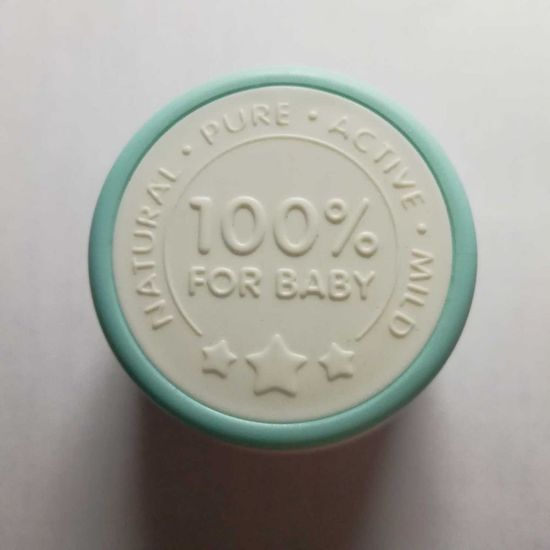 NATURAL • PURE • ACTIVE • MILD
100%
FOR BABY